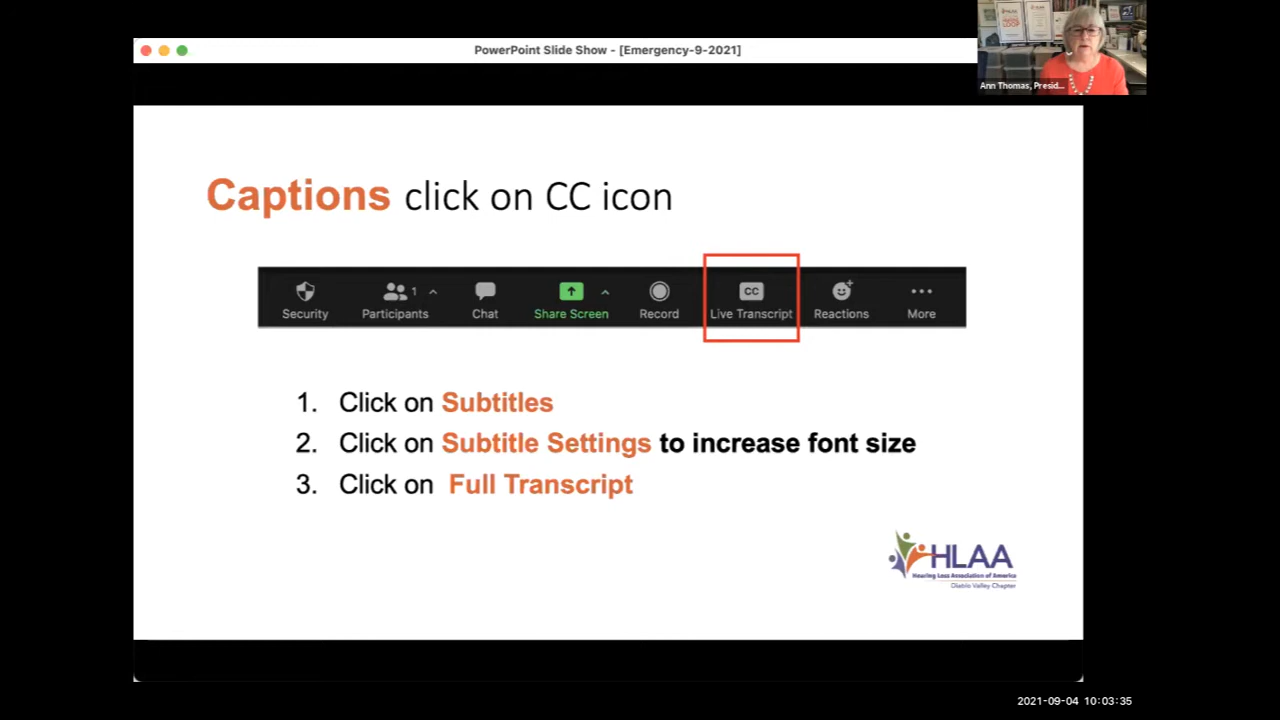 PowerPoint Slide Show - [Emergency-9-2021]
Ann Thomas, Presid...
Captions click on CC icon
1
CC
Security Participants Chat Share Screen Record Live Transcript Reactions More
1. Click on Subtitles
2. Click on Subtitle Settings to increase font size
3. Click on Full Transcript
HLAA
Hearing Loss Association of America
Diablo Valley Chapter
2021-09-04 10:03:35